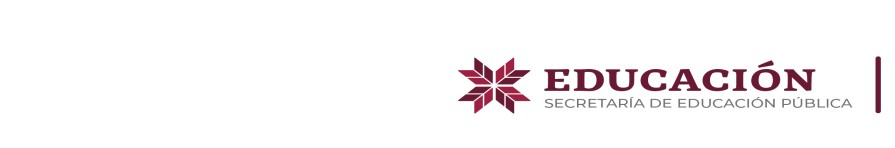 EDUCACIÓN
SECRETARÍA DE EDUCACIÓN PÚBLICA